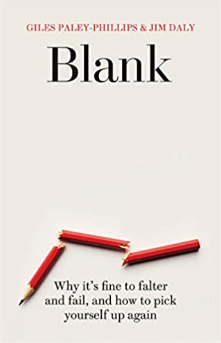 GILES PALEY-PHILLIPS & JIM DALY
Blank
Why it's fine to falter
and fail, and how to pick
yourself up again